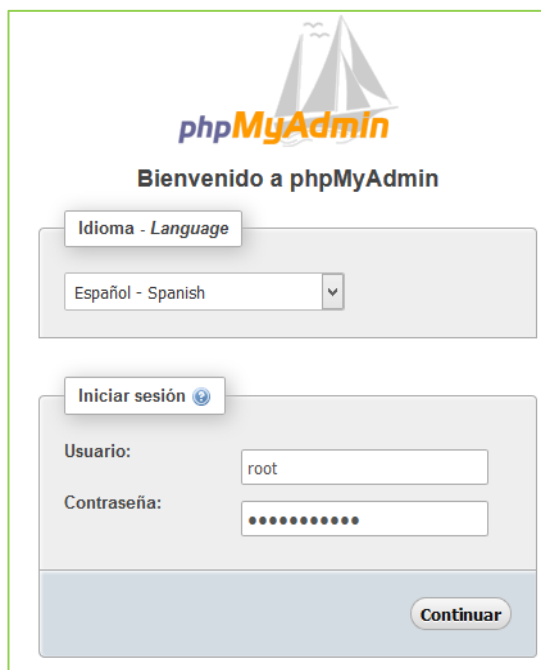 phpMyAdmin
Bienvenido a phpMyAdmin
Idioma - Language
Español - Spanish
Iniciar sesión
Usuario:
root
Contraseña:
•••••••••••
Continuar